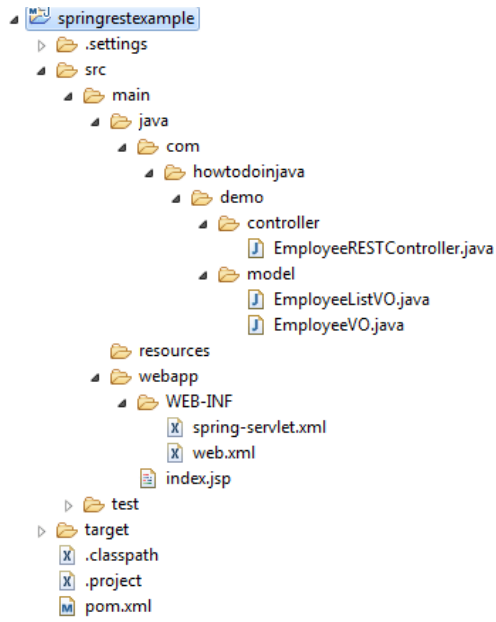 springrestexample
.settings
src
main
java
com
howtodoinjava
demo
controller
EmployeeRESTController.java
model
EmployeeListVO.java
EmployeeVO.java
resources
webapp
WEB-INF
spring-servlet.xml
web.xml
index.jsp
test
target
.classpath
.project
pom.xml